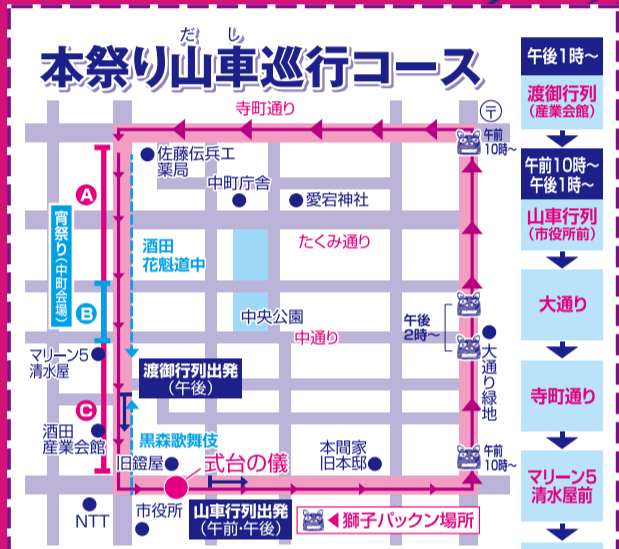 だし
本祭り山車巡行コース
寺町通り
〒
午前
10時~
佐藤伝兵エ
薬局
中町庁舎
愛宕神社
A
宵祭り(中町会場)
酒田
花魁道中
たくみ通り
B
中央公園
中通り
午後
2時~
大通り緑地
マリーン5
清水屋
渡御行列出発
(午後)
C
酒田
産業会館
黒森歌舞伎
旧鐙屋
式台の儀
本間家
旧本邸
午前
10時~
NTT
市役所
山車行列出発
(午前・午後)
◀獅子パックン場所
午後1時~
渡御行列
(産業会館)
午前10時~
午後1時~
山車行列
(市役所前)
大通り
寺町通り
マリーン5
清水屋前